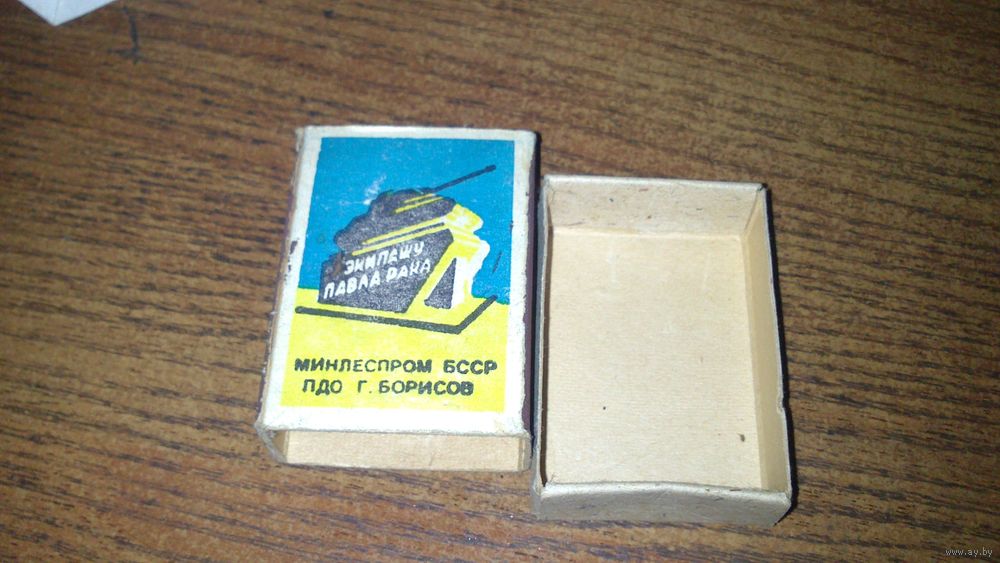 ЭКИПАЖУ
ПАВЛА РАКА
МИНЛЕСПРОМ БССР
ПДО Г. БОРИСОВ
www.ay.by